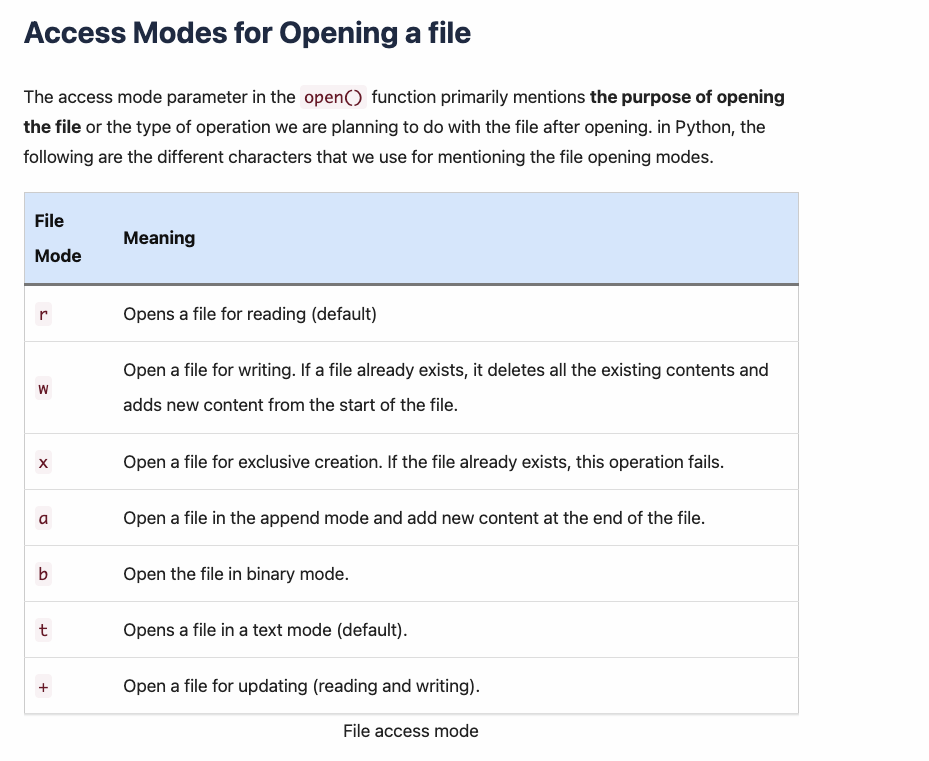 Access Modes for Opening a file
The access mode parameter in the open() function primarily mentions the purpose of opening
the file or the type of operation we are planning to do with the file after opening. in Python, the
following are the different characters that we use for mentioning the file opening modes.
File
Mode
Meaning
r
Opens a file for reading (default)
w
Open a file for writing. If a file already exists, it deletes all the existing contents and
adds new content from the start of the file.
x
Open a file for exclusive creation. If the file already exists, this operation fails.
a
Open a file in the append mode and add new content at the end of the file.
b
Open the file in binary mode.
t
Opens a file in a text mode (default).
+
Open a file for updating (reading and writing).
File access mode